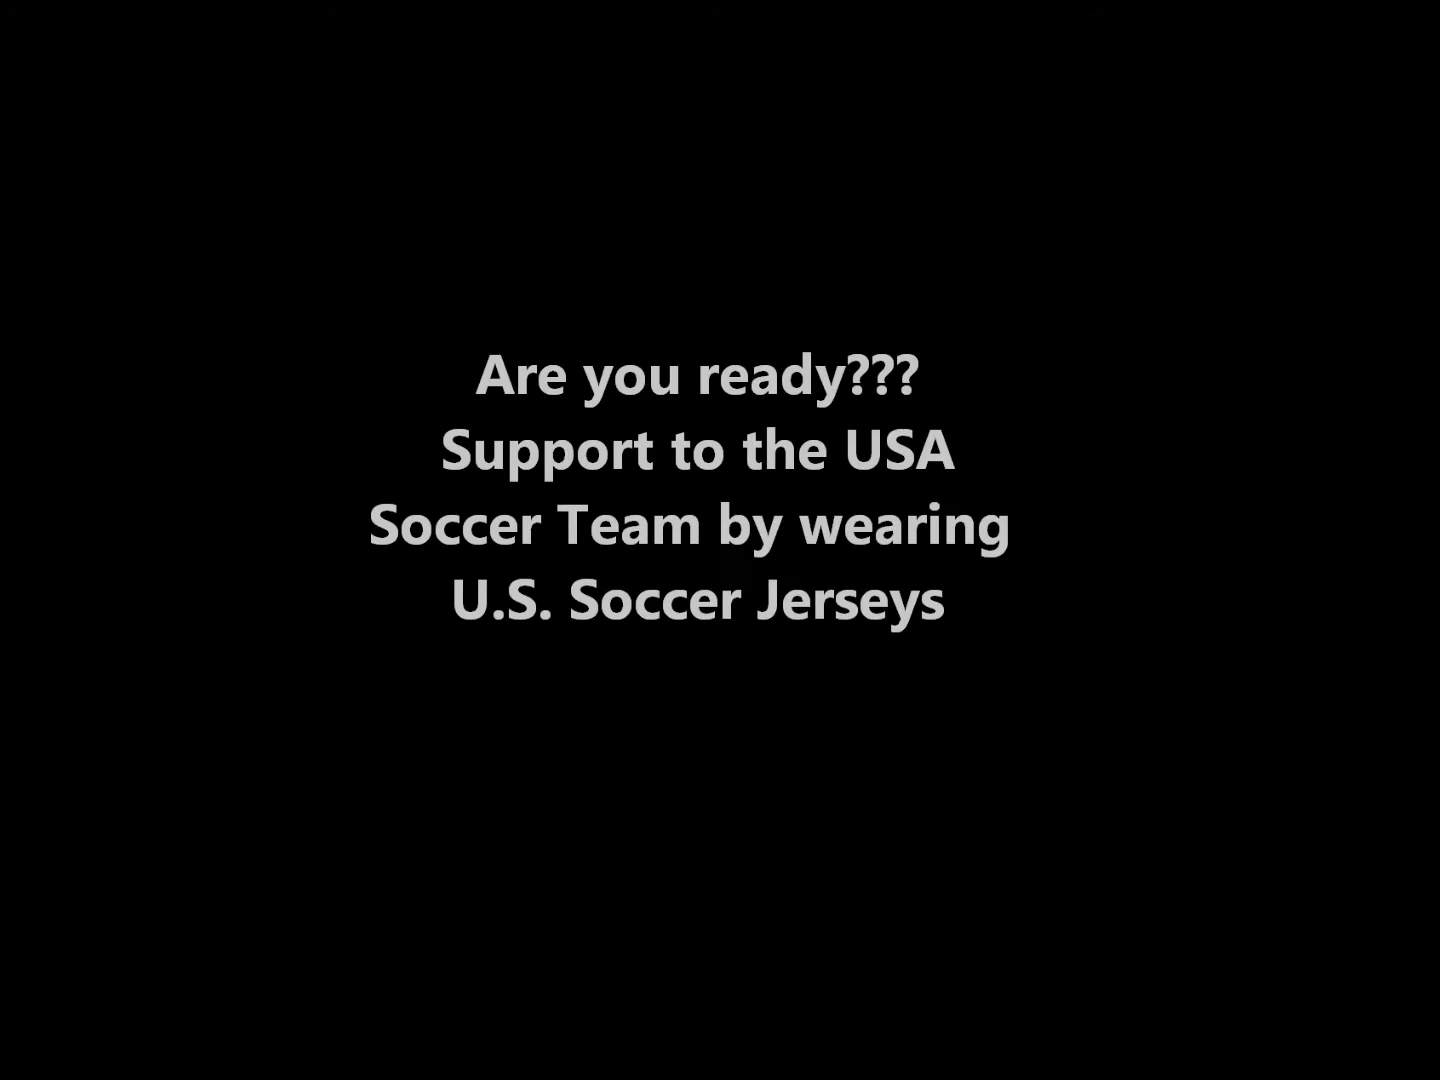 Are you ready???
Support to the USA
Soccer Team by wearing
U.S. Soccer Jerseys